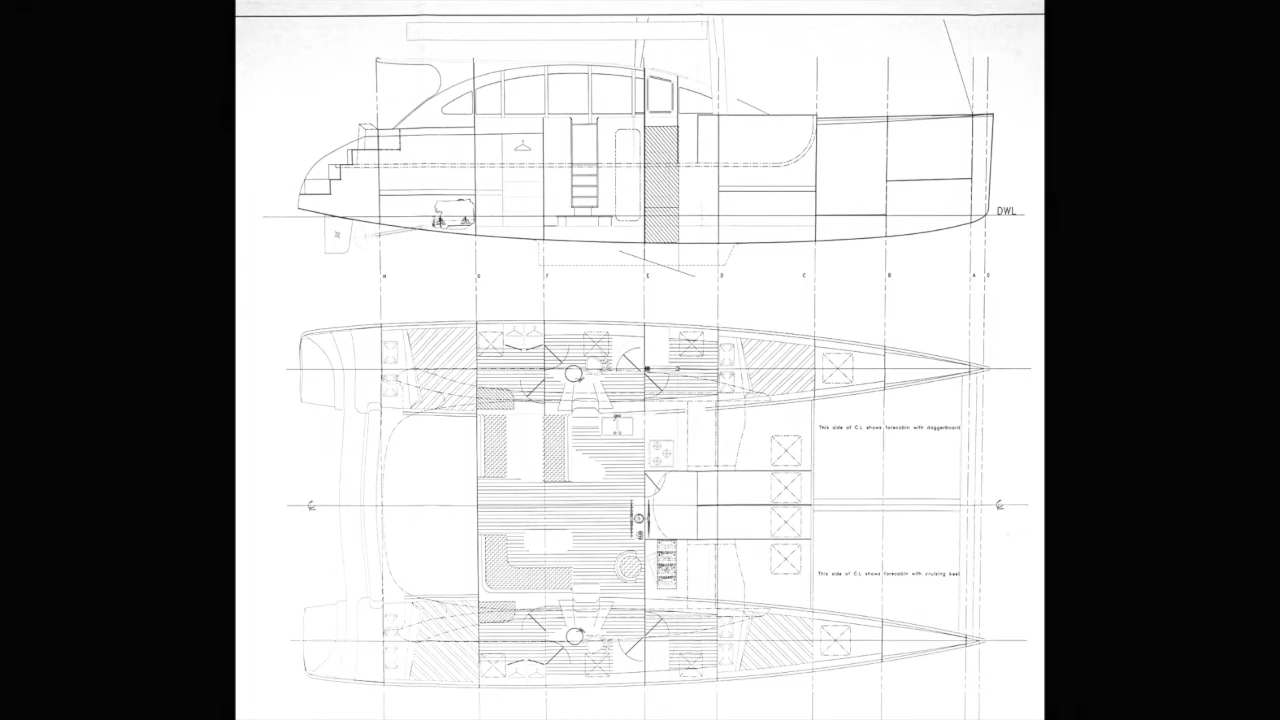 DWL
H G F E D C B A 0
This side of C.L shows forecabin with daggerboard
℄ ℄
This side of C.L shows forecabin with cruising keel